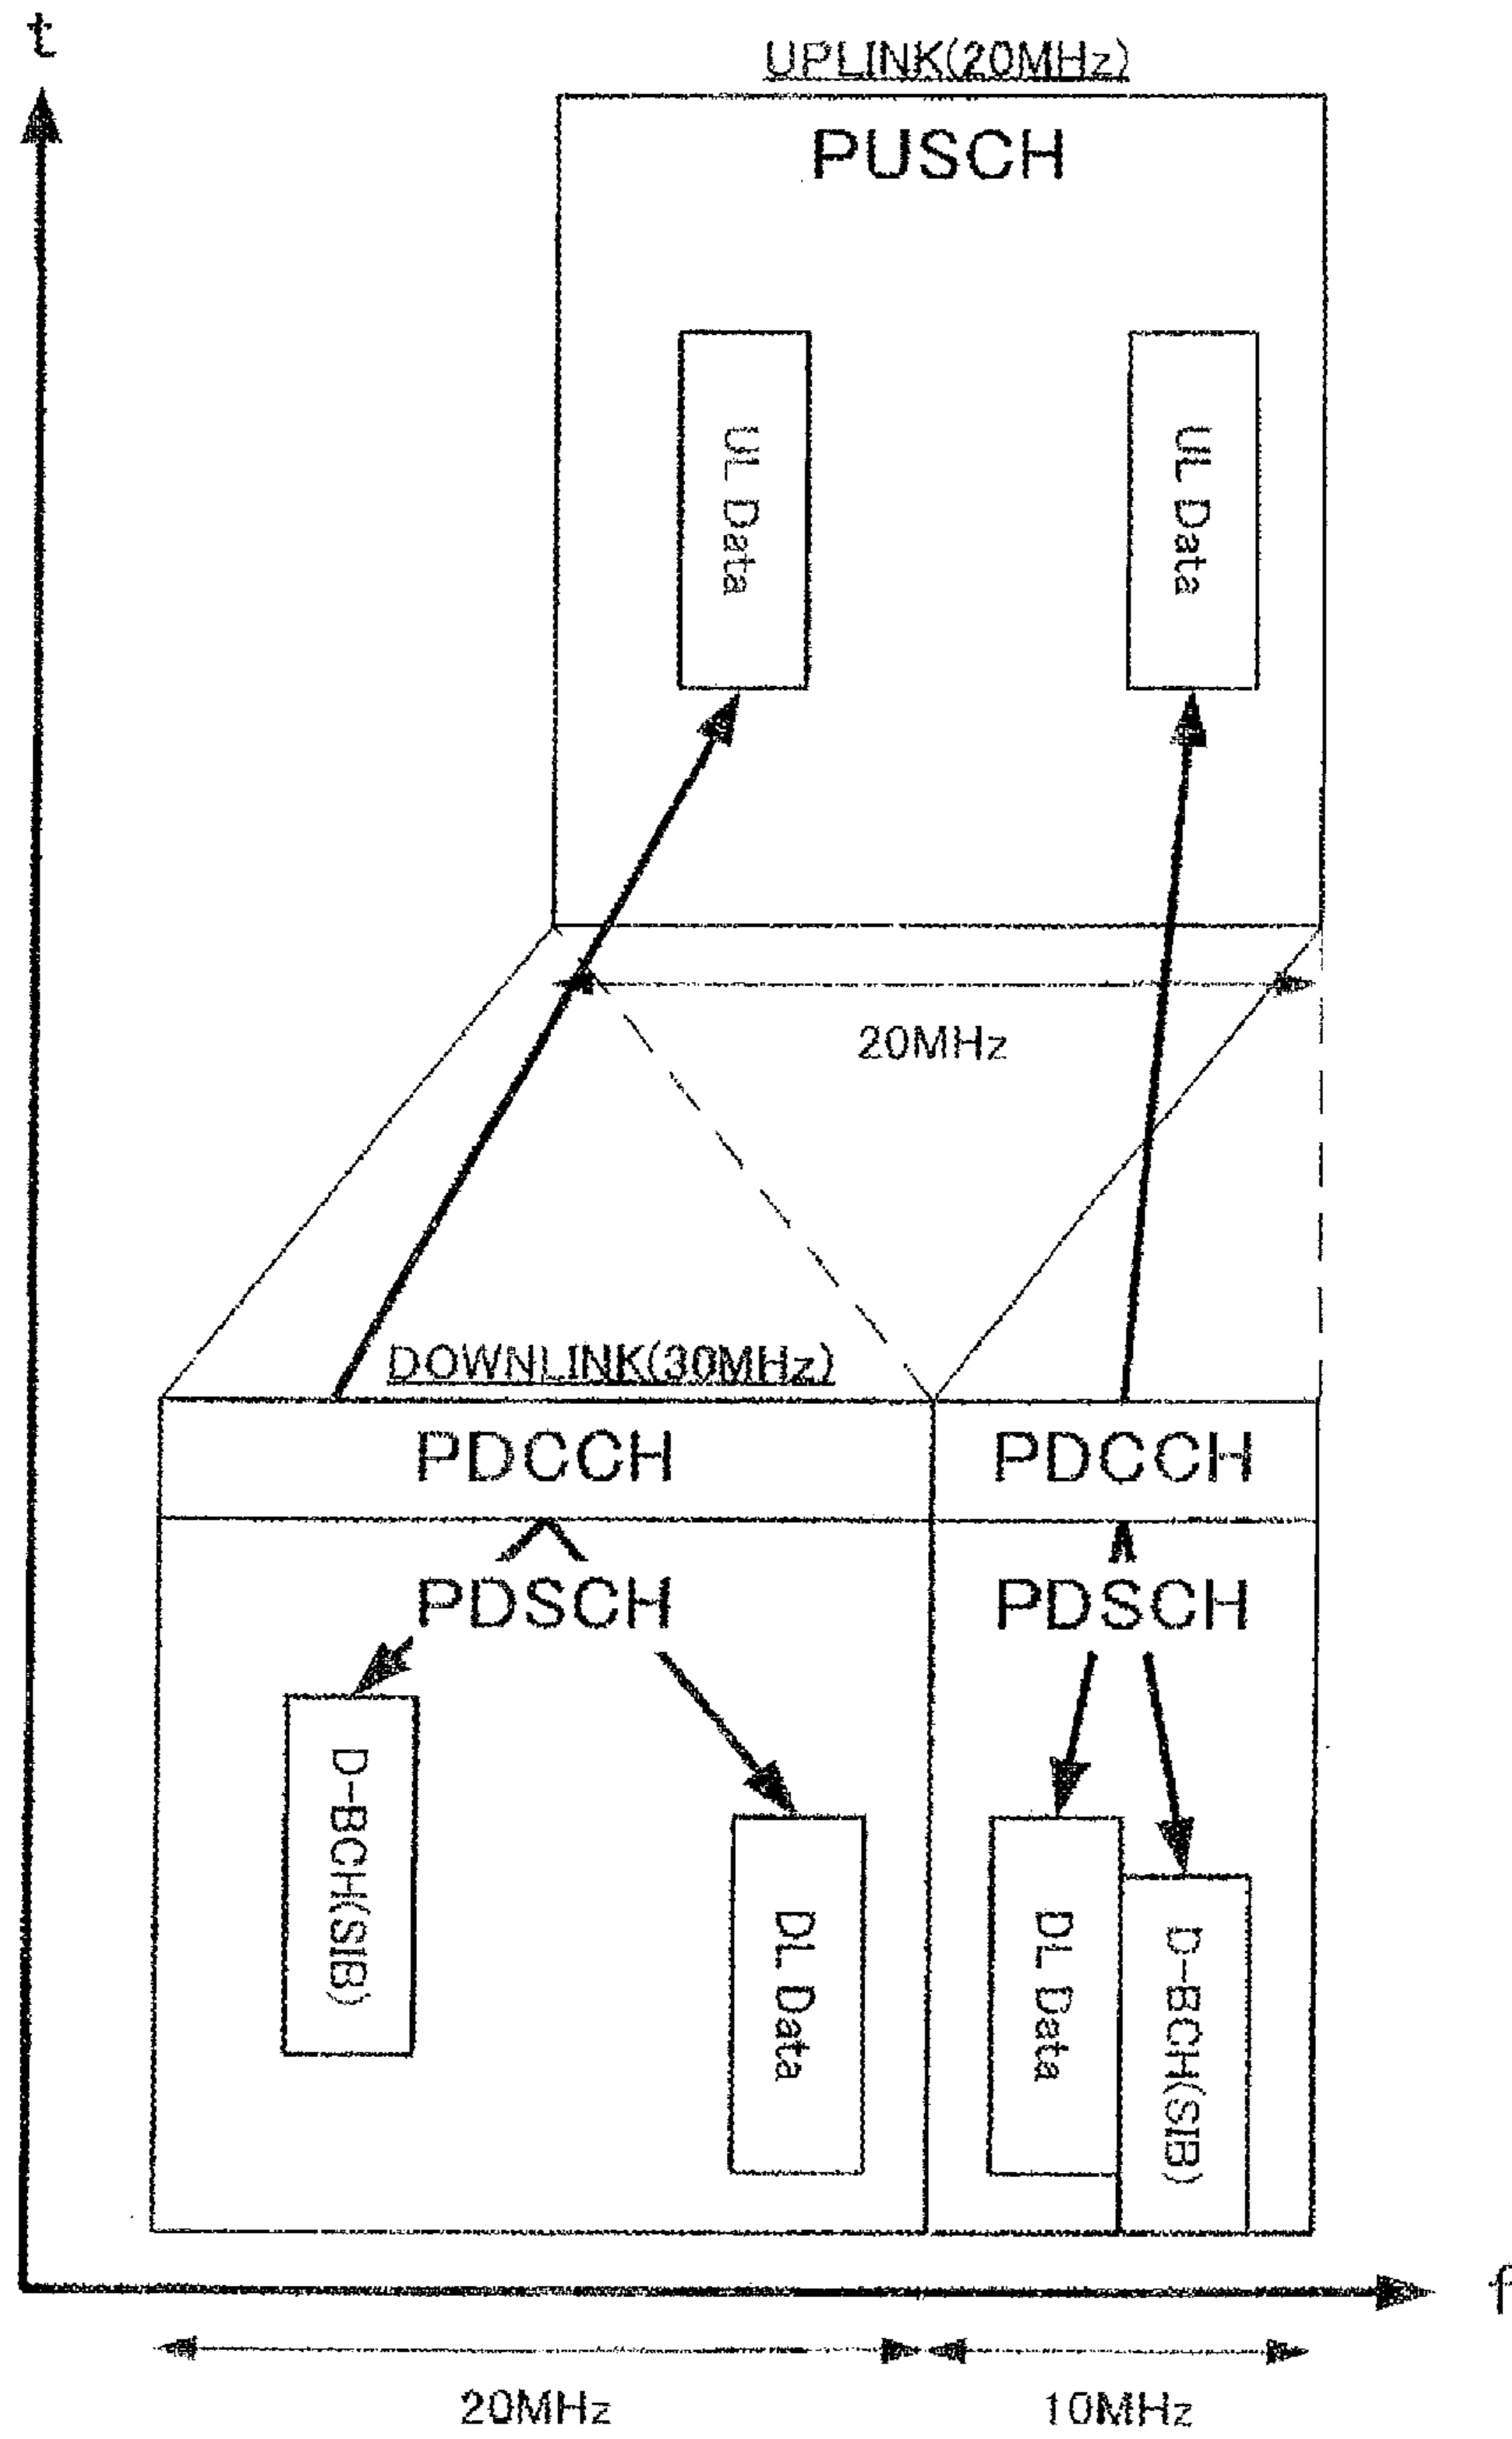 t
UPLINK(20MHz)
PUSCH
UL Data
UL Data
20MHz
DOWNLINK(30MHz)
PDCCH
PDCCH
PDSCH
PDSCH
D-BCH(SIB)
DL Data
DL Data
D-BCH(SIB)
f
20MHz
10MHz